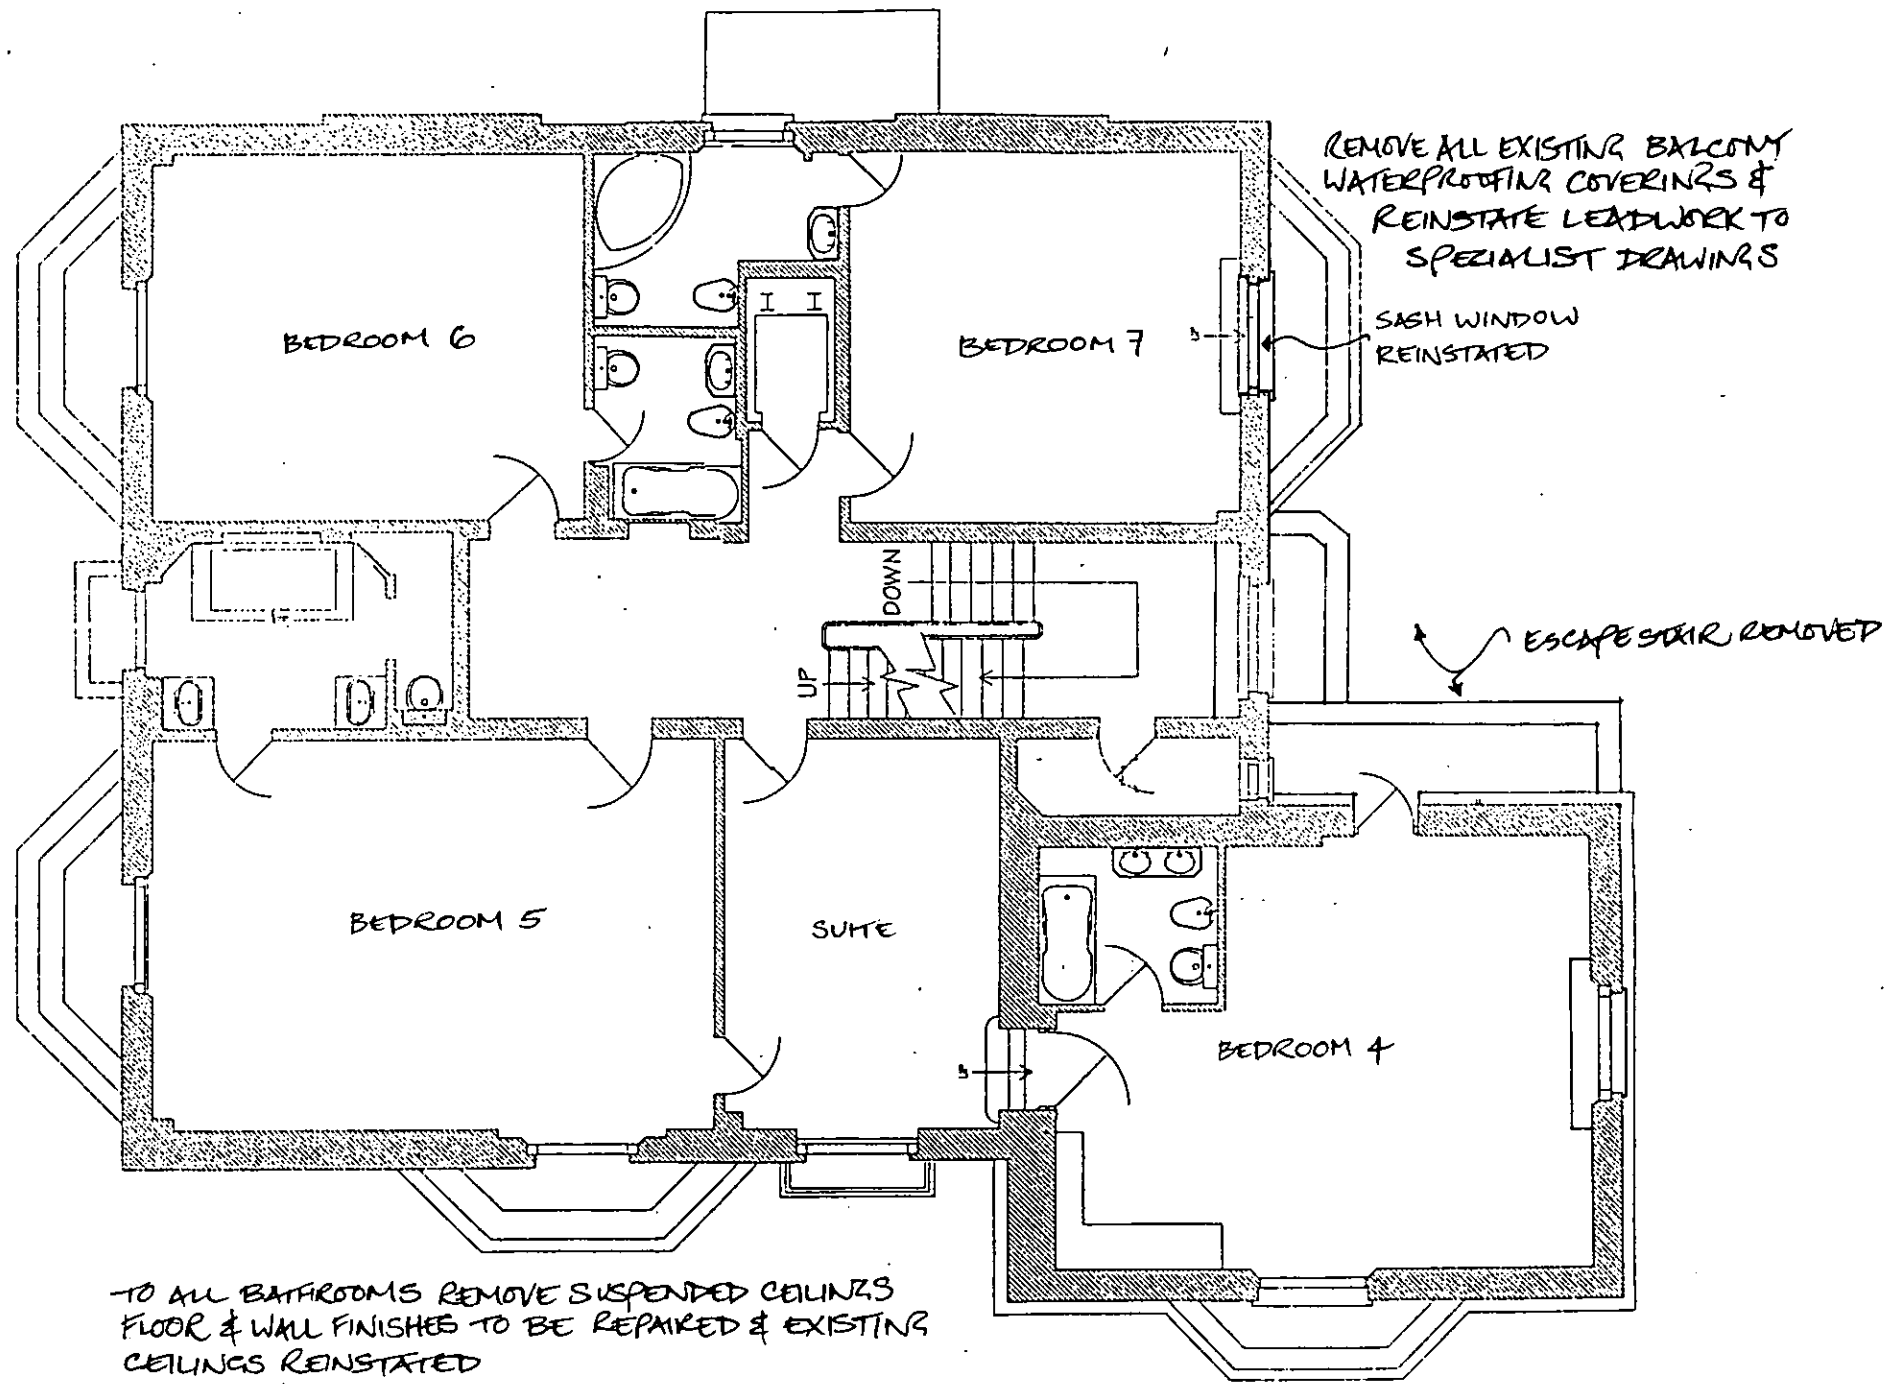 REMOVE ALL EXISTING BALCONY
WATERPROOFING COVERINGS &
REINSTATE LEADWORK TO
SPECIALIST DRAWINGS
SASH WINDOW
REINSTATED
BEDROOM 6
BEDROOM 7
DOWN
UP
ESCAPE STAIR REMOVED
BEDROOM 5
SUITE
BEDROOM 4
TO ALL BATHROOMS REMOVE SUSPENDED CEILINGS
FLOOR & WALL FINISHES TO BE REPAIRED & EXISTING
CEILINGS REINSTATED